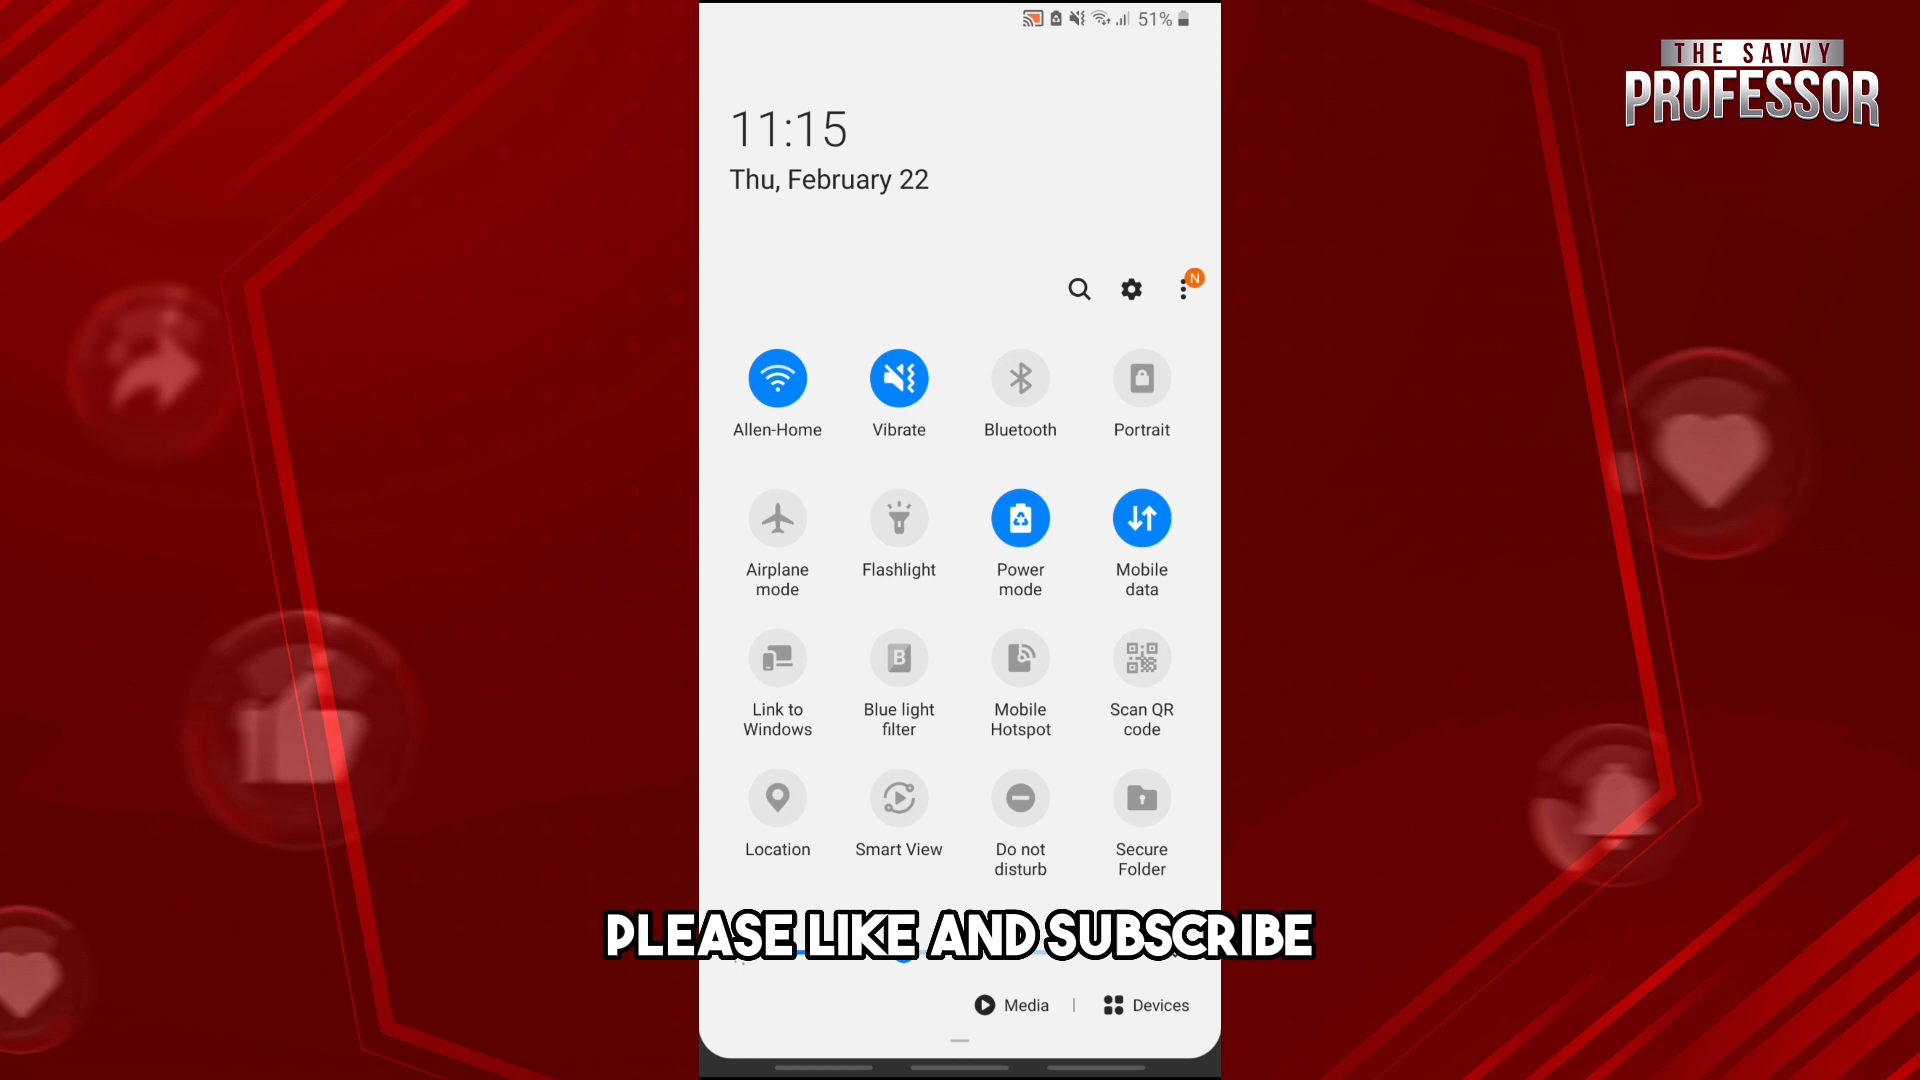 51%
THE SAVVY
PROFESSOR
11:15
Thu, February 22
N
Allen-Home
Vibrate
Bluetooth
Portrait
Airplane
mode
Flashlight
Power
mode
Mobile
data
Link to
Windows
B
Blue light
filter
Mobile
Hotspot
Scan QR
code
Location
Smart View
Do not
disturb
Secure
Folder
PLEASE LIKE AND SUBSCRIBE
Media | Devices